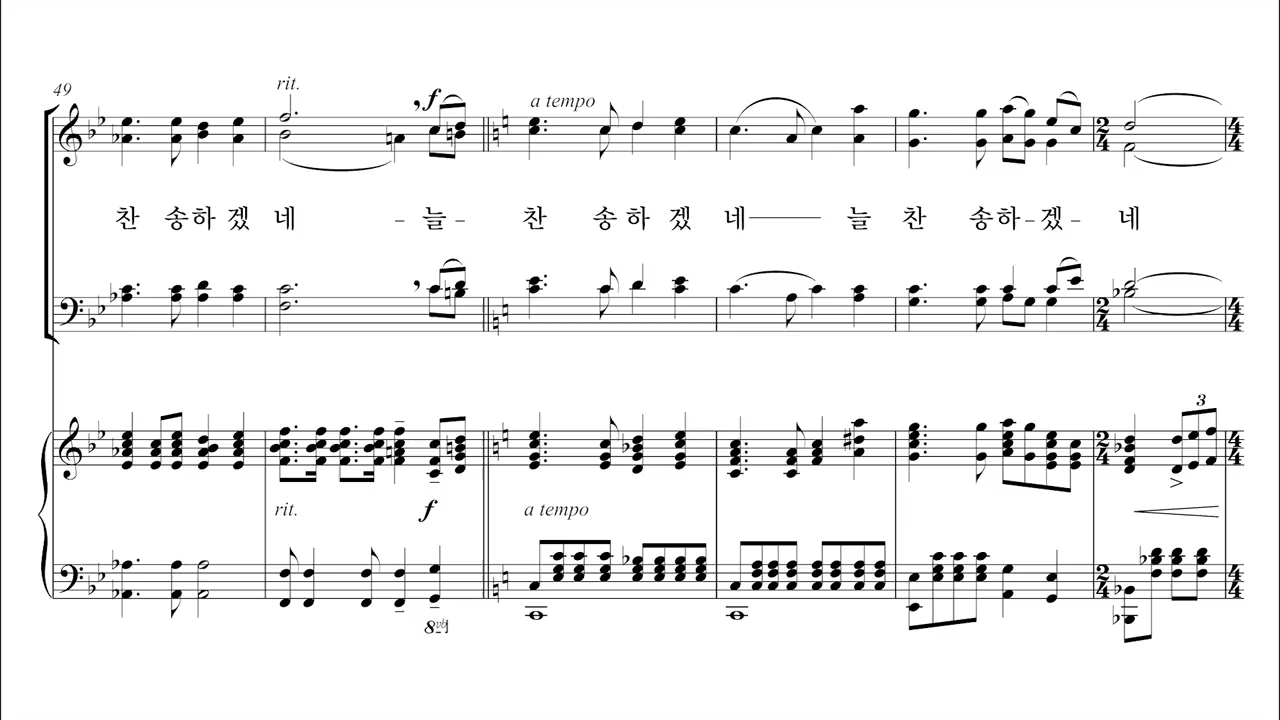 49
rit.
f
a tempo
찬 송하 겠 네 - 늘 - 찬 송 하 겠 네 늘 찬 송하 - 겠 - 네
3
rit.
f
a tempo
8vb